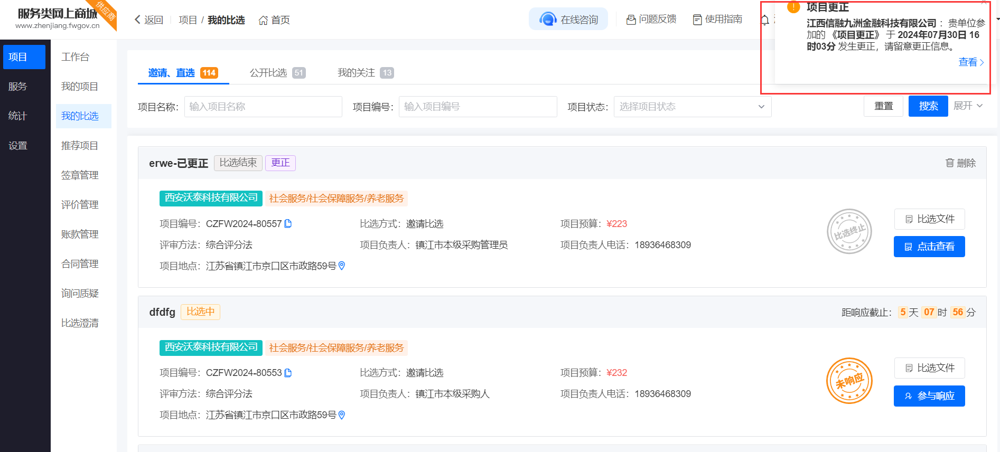 服务类网上商城
供应商
www.zhenjiang.fwgov.cn
返回
项目 / 我的比选
首页
在线咨询
问题反馈
使用指南
项目更正
江西信融九洲金融科技有限公司 ：贵单位参
加的 《项目更正》 于 2024年07月30日 16
时03分 发生更正，请留意更正信息。
查看
项目
服务
统计
设置
工作台
我的项目
我的比选
推荐项目
签章管理
评价管理
账款管理
合同管理
询问质疑
比选澄清
邀请、直选 114
公开比选 51
我的关注 13
项目名称： 输入项目名称
项目编号： 输入项目编号
项目状态： 选择项目状态
重置
搜索
展开
erwe-已更正 比选结束 更正
删除
西安沃泰科技有限公司 社会服务/社会保障服务/养老服务
项目编号：CZFW2024-80557
比选方式：邀请比选
项目预算：¥223
评审方法：综合评分法
项目负责人：镇江市本级采购管理员
项目负责人电话：18936468309
项目地点：江苏省镇江市京口区市政路59号
比选终止
比选文件
点击查看
dfdfg 比选中
距响应截止： 5 天 07 时 56 分
西安沃泰科技有限公司 社会服务/社会保障服务/养老服务
项目编号：CZFW2024-80553
比选方式：邀请比选
项目预算：¥232
评审方法：综合评分法
项目负责人：镇江市本级采购人
项目负责人电话：18936468309
项目地点：江苏省镇江市京口区市政路59号
未响应
比选文件
参与响应